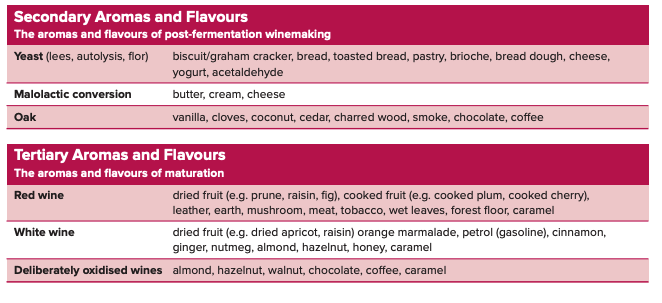 Secondary Aromas and Flavours
The aromas and flavours of post-fermentation winemaking
Yeast (lees, autolysis, flor) biscuit/graham cracker, bread, toasted bread, pastry, brioche, bread dough, cheese,
yogurt, acetaldehyde
Malolactic conversion butter, cream, cheese
Oak vanilla, cloves, coconut, cedar, charred wood, smoke, chocolate, coffee
Tertiary Aromas and Flavours
The aromas and flavours of maturation
Red wine dried fruit (e.g. prune, raisin, fig), cooked fruit (e.g. cooked plum, cooked cherry),
leather, earth, mushroom, meat, tobacco, wet leaves, forest floor, caramel
White wine dried fruit (e.g. dried apricot, raisin) orange marmalade, petrol (gasoline), cinnamon,
ginger, nutmeg, almond, hazelnut, honey, caramel
Deliberately oxidised wines almond, hazelnut, walnut, chocolate, coffee, caramel